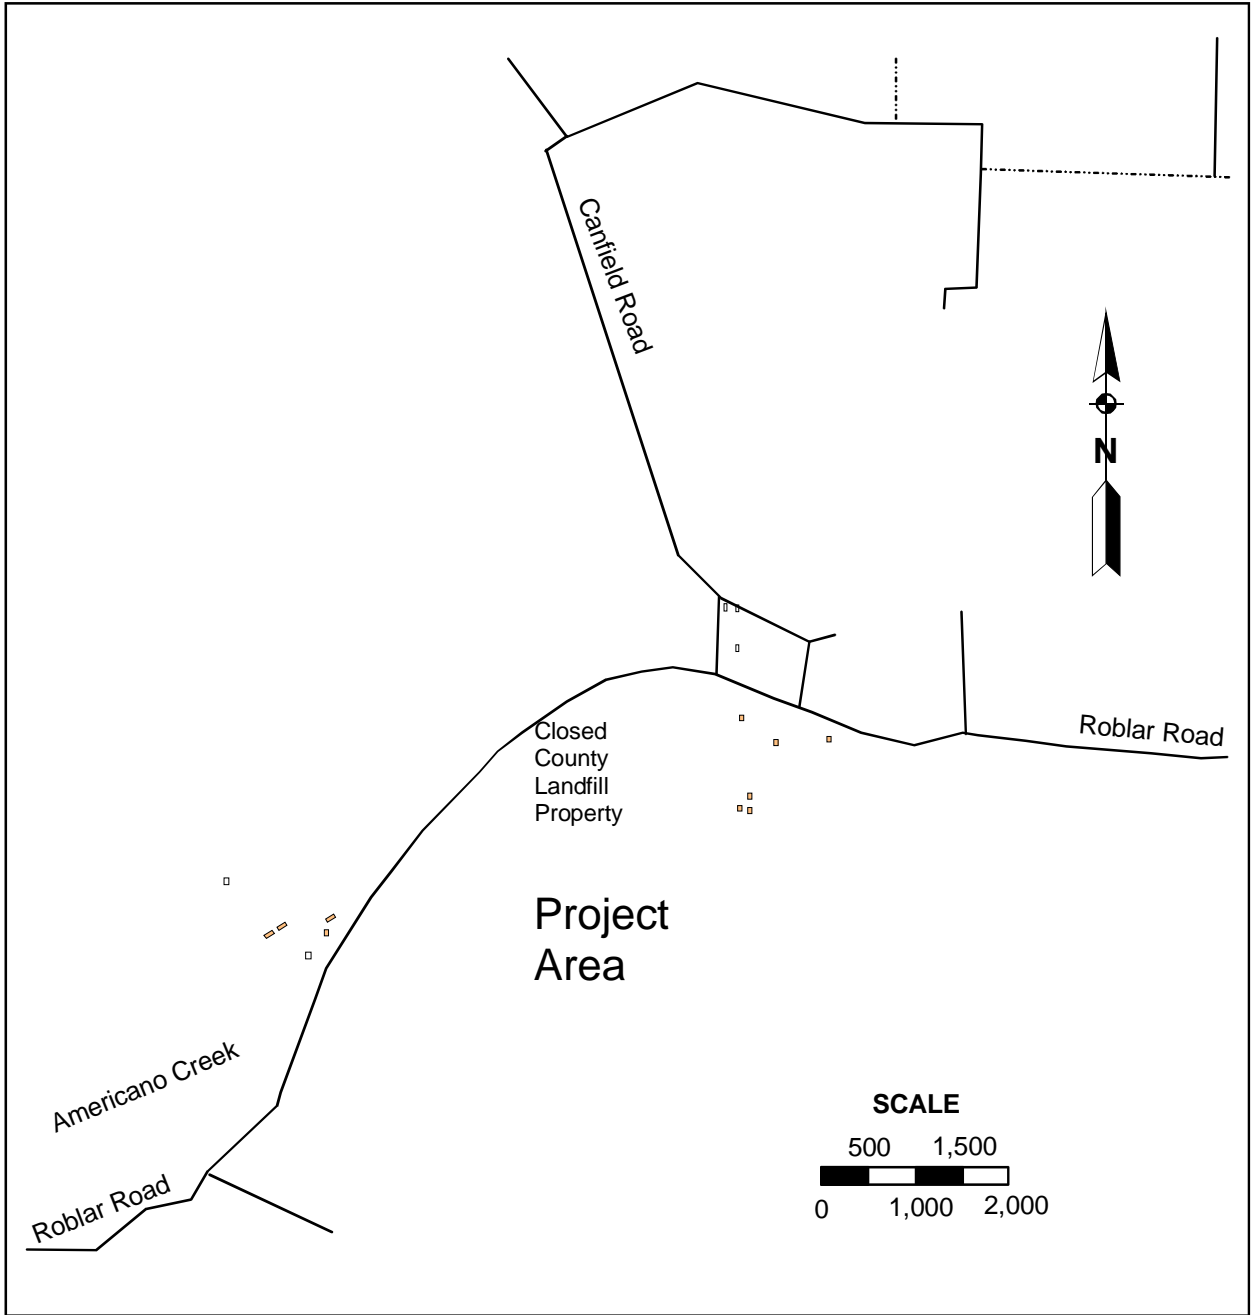 Canfield Road
N
Roblar Road
Closed
County
Landfill
Property
Project
Area
Americano Creek
SCALE
500 1,500
0 1,000 2,000
Roblar Road